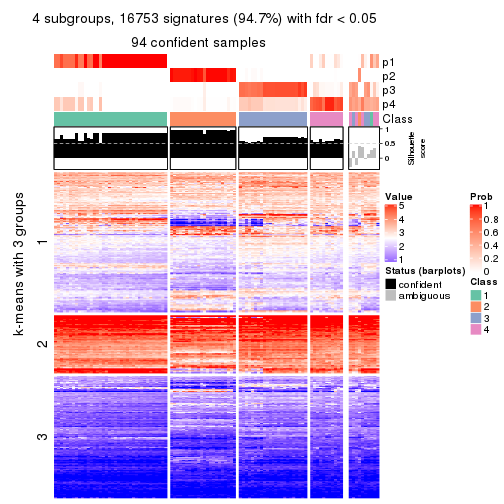 4 subgroups, 16753 signatures (94.7%) with fdr < 0.05
94 confident samples
p1
p2
p3
p4
Class
1
0.5
0
Silhouette
score
k-means with 3 groups
1
2
3
Value
5
4
3
2
1
Status (barplots)
confident
ambiguous
Prob
1
0.8
0.6
0.4
0.2
0
Class
1
2
3
4